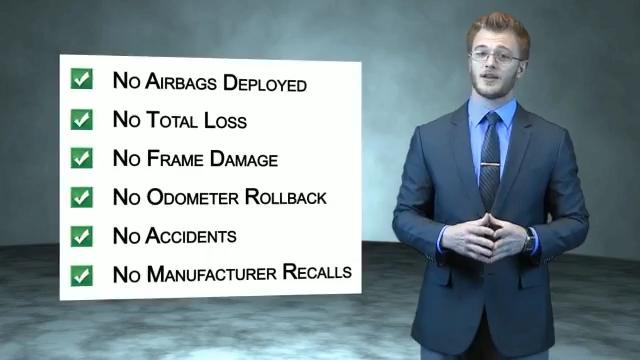 No Airbags Deployed
No Total Loss
No Frame Damage
No Odometer Rollback
No Accidents
No Manufacturer Recalls